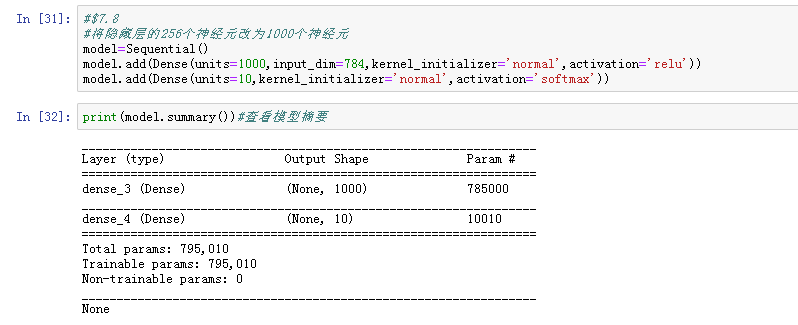 In [31]: #$7.8
#将隐藏层的256个神经元改为1000个神经元
model=Sequential()
model.add(Dense(units=1000,input_dim=784,kernel_initializer='normal',activation='relu'))
model.add(Dense(units=10,kernel_initializer='normal',activation='softmax'))
In [32]: print(model.summary())#查看模型摘要
_________________________________________________________________
Layer (type)                 Output Shape              Param #
=================================================================
dense_3 (Dense)              (None, 1000)              785000
_________________________________________________________________
dense_4 (Dense)              (None, 10)                10010
=================================================================
Total params: 795,010
Trainable params: 795,010
Non-trainable params: 0
_________________________________________________________________
None